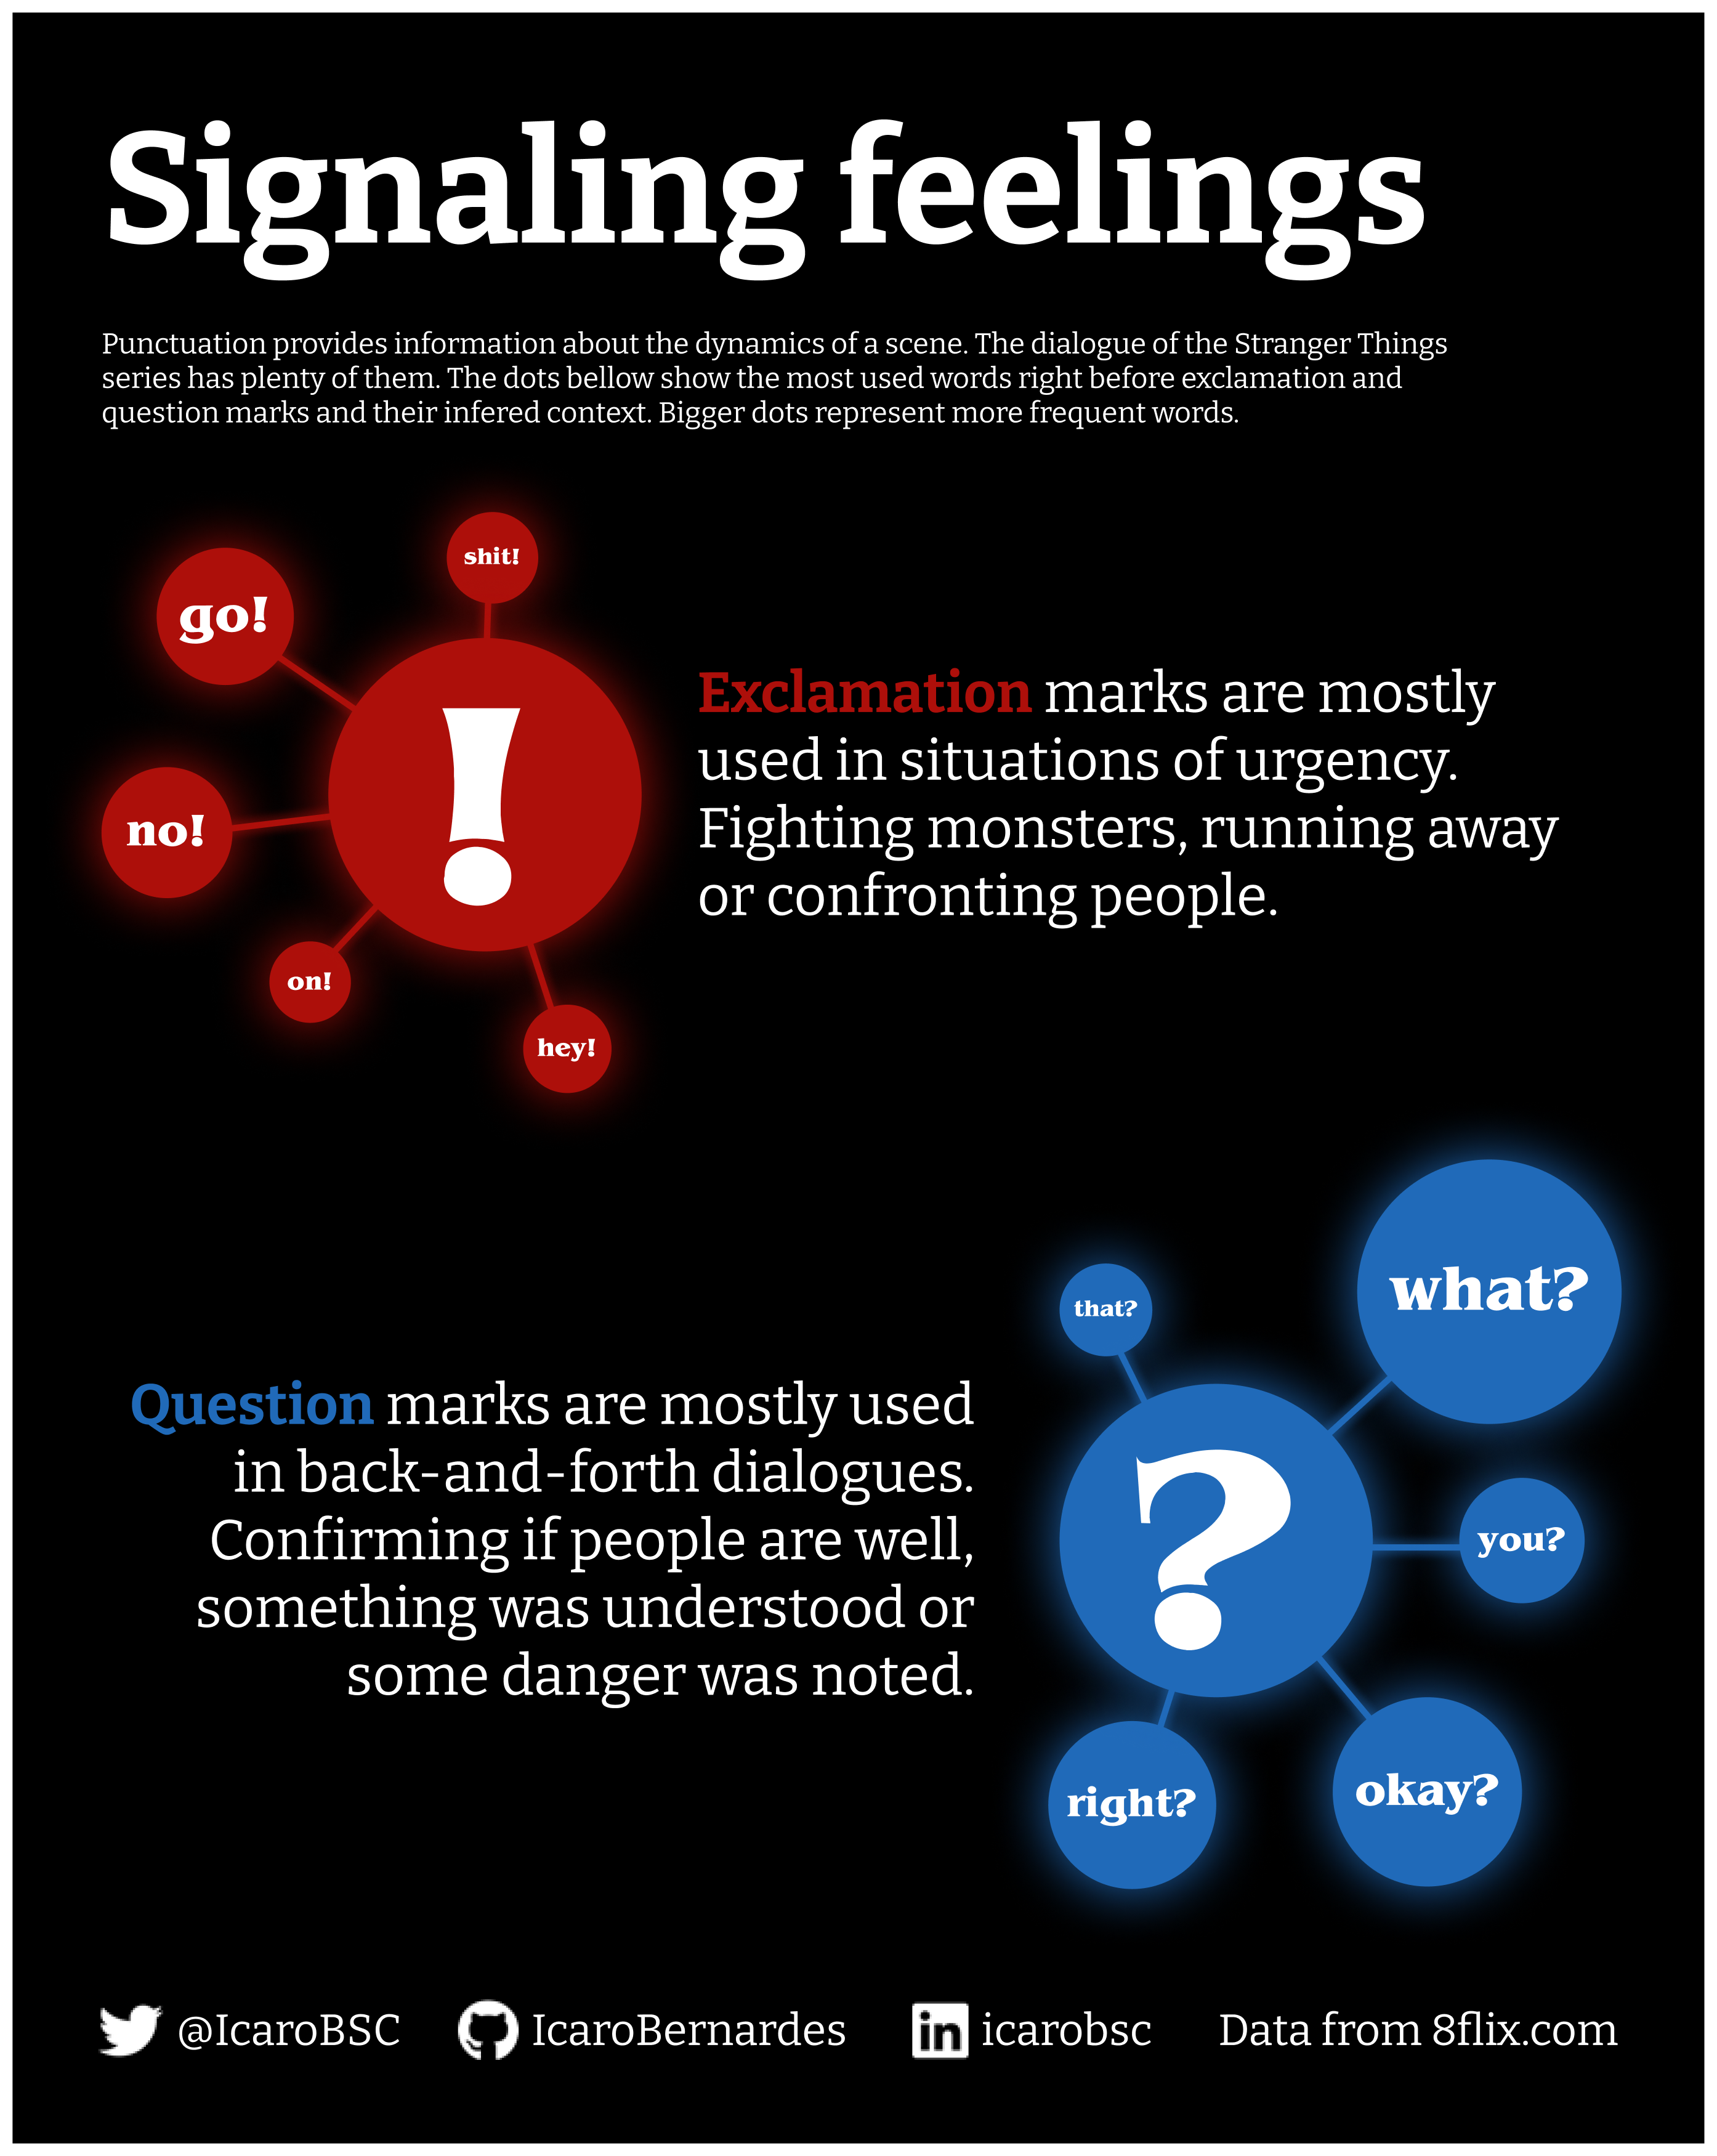 Signaling feelings
Punctuation provides information about the dynamics of a scene. The dialogue of the Stranger Things
series has plenty of them. The dots bellow show the most used words right before exclamation and
question marks and their infered context. Bigger dots represent more frequent words.
shit!
go!
!
no!
on!
hey!
Exclamation marks are mostly
used in situations of urgency.
Fighting monsters, running away
or confronting people.
what?
that?
?
you?
right?
okay?
Question marks are mostly used
in back-and-forth dialogues.
Confirming if people are well,
something was understood or
some danger was noted.
@IcaroBSC IcaroBernardes in icarobsc Data from 8flix.com